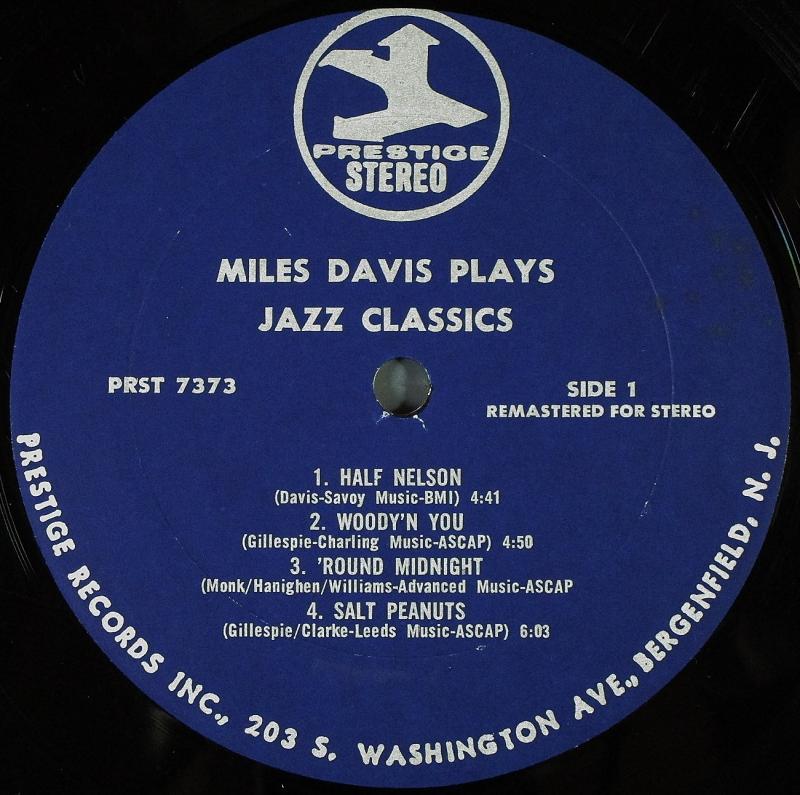 PRESTIGE
STEREO
MILES DAVIS PLAYS
JAZZ CLASSICS
PRST 7373
SIDE 1
REMASTERED FOR STEREO
1. HALF NELSON
(Davis-Savoy Music-BMI) 4:41
2. WOODY'N YOU
(Gillespie-Charling Music-ASCAP) 4:50
3. 'ROUND MIDNIGHT
(Monk/Hanighen/Williams-Advanced Music-ASCAP
4. SALT PEANUTS
(Gillespie/Clarke-Leeds Music-ASCAP) 6:03
PRESTIGE RECORDS INC., 203 S. WASHINGTON AVE., BERGENFIELD, N. J.